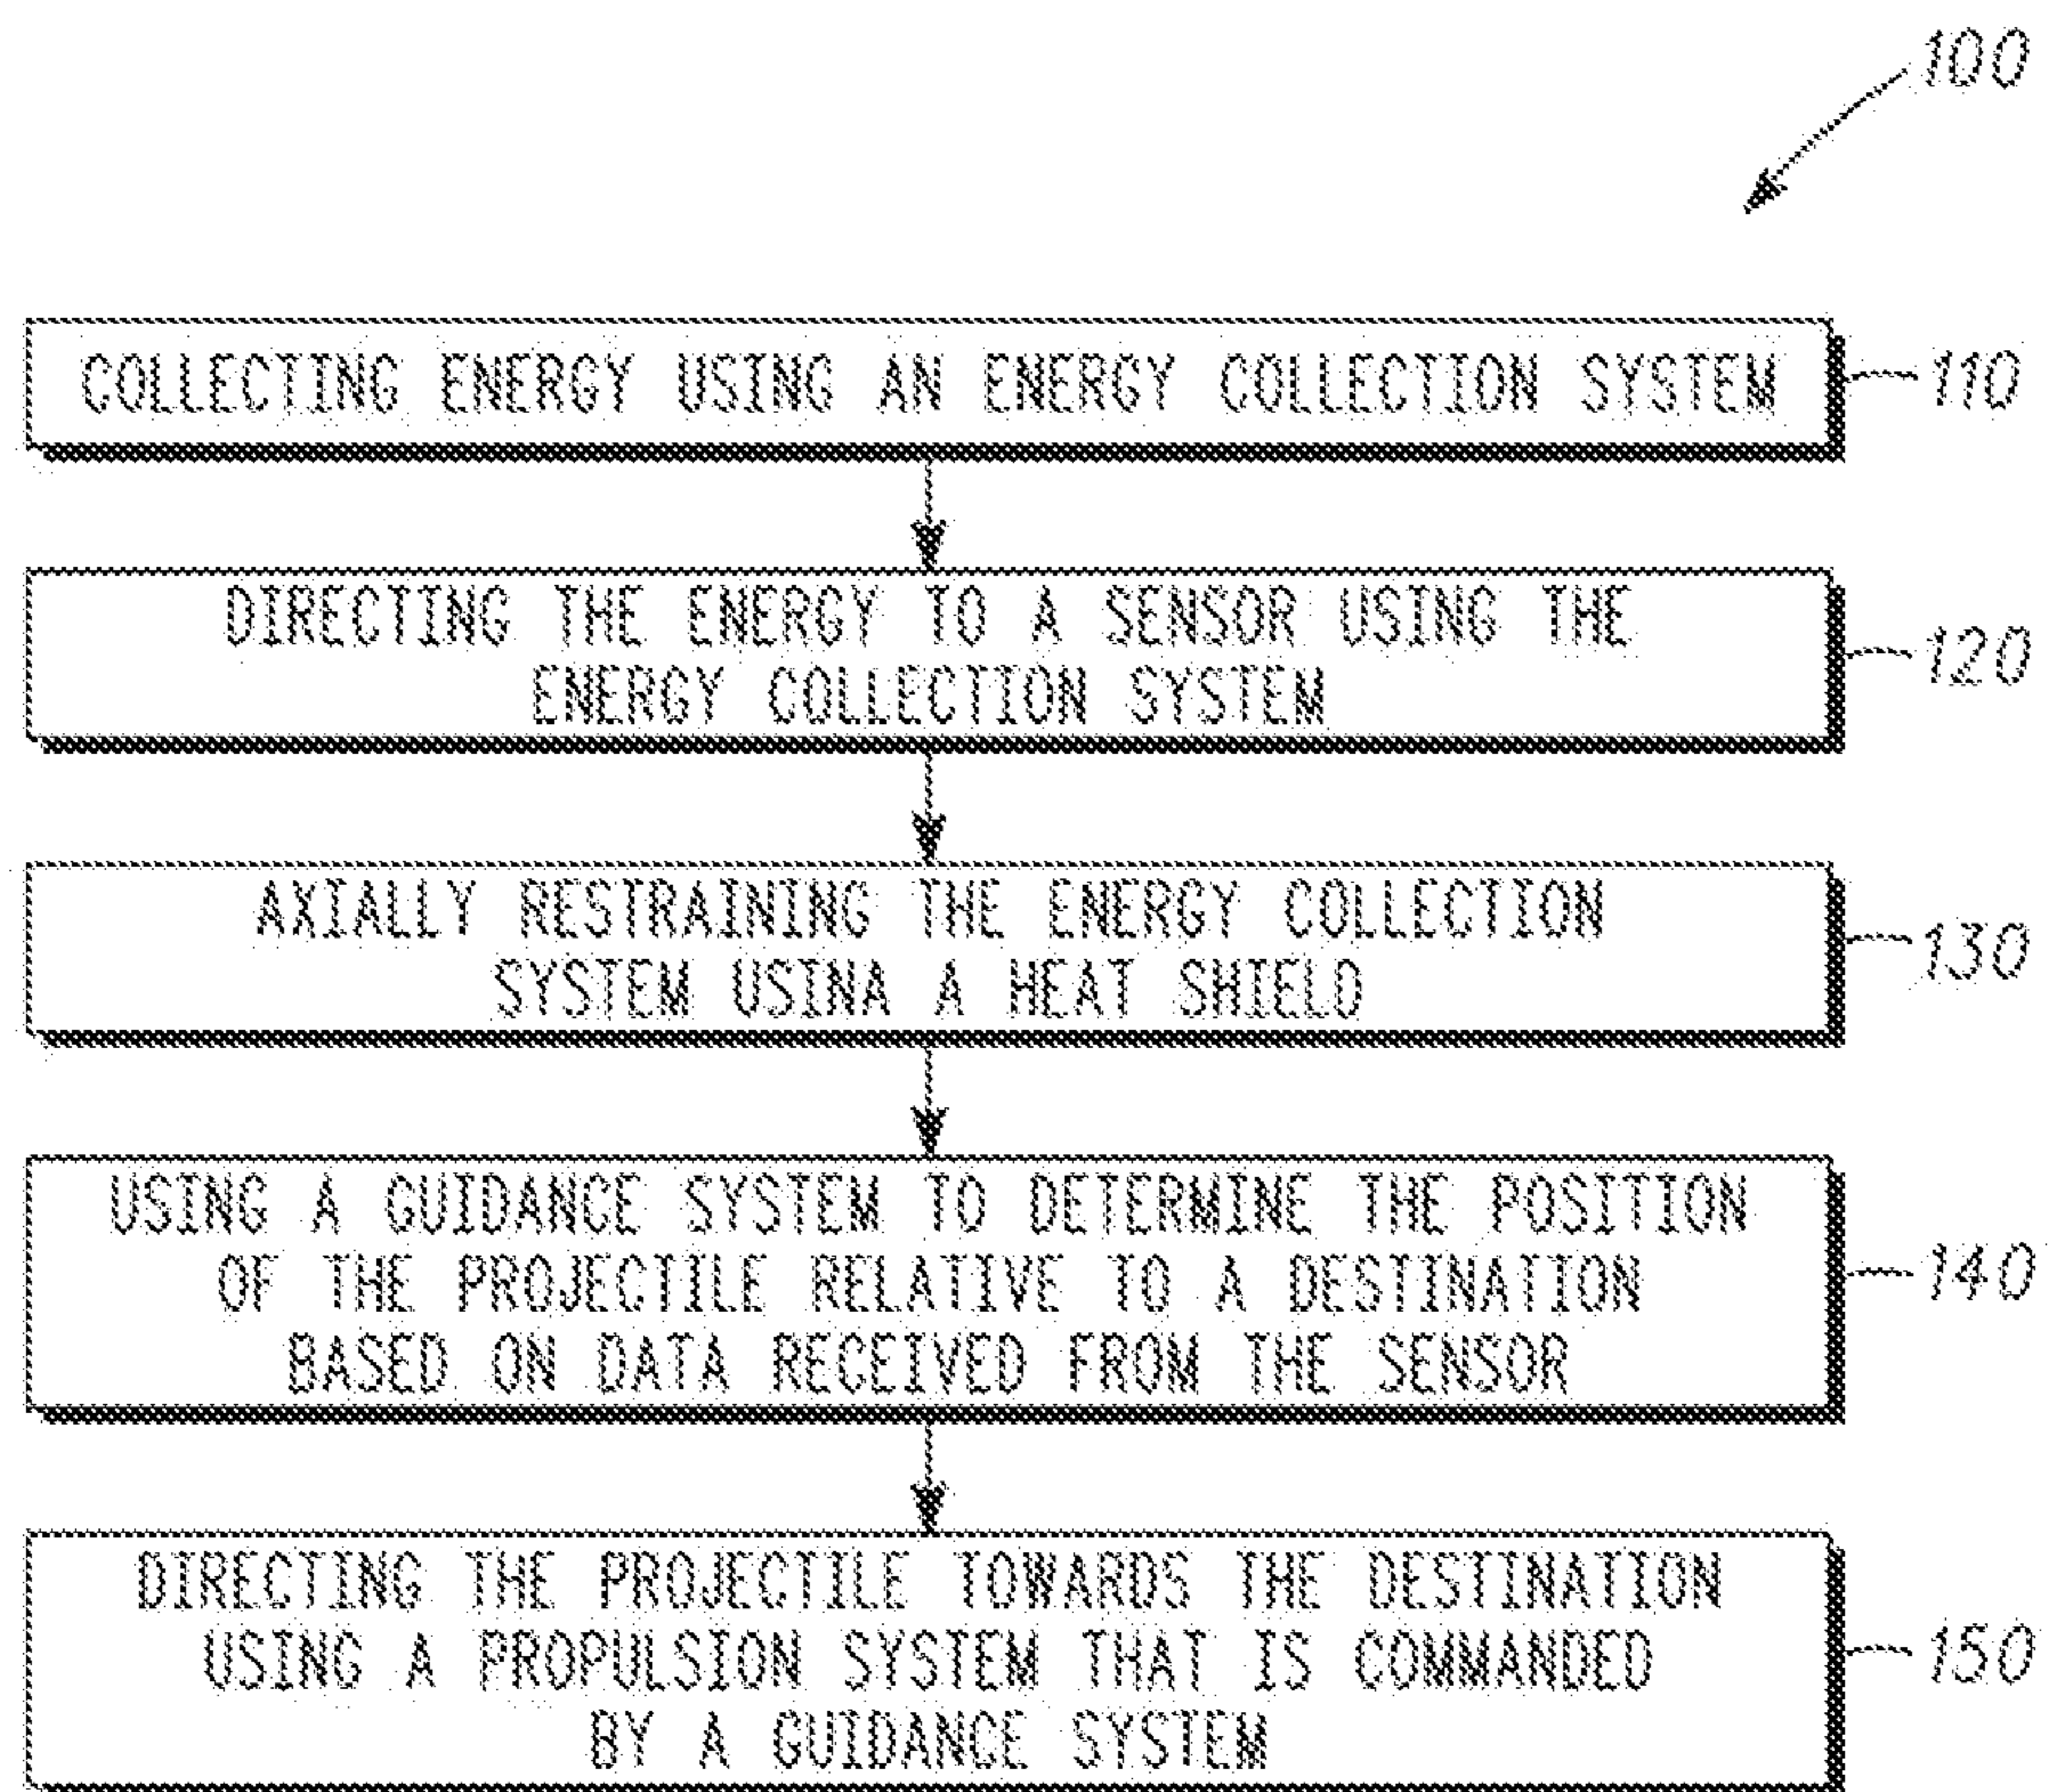 100
COLLECTING ENERGY USING AN ENERGY COLLECTION SYSTEM
110
DIRECTING THE ENERGY TO A SENSOR USING THE
ENERGY COLLECTION SYSTEM
120
AXIALLY RESTRAINING THE ENERGY COLLECTION
SYSTEM USINA A HEAT SHIELD
130
USING A GUIDANCE SYSTEM TO DETERMINE THE POSITION
OF THE PROJECTILE RELATIVE TO A DESTINATION
BASED ON DATA RECEIVED FROM THE SENSOR
140
DIRECTING THE PROJECTILE TOWARDS THE DESTINATION
USING A PROPULSION SYSTEM THAT IS COMMANDED
BY A GUIDANCE SYSTEM
150